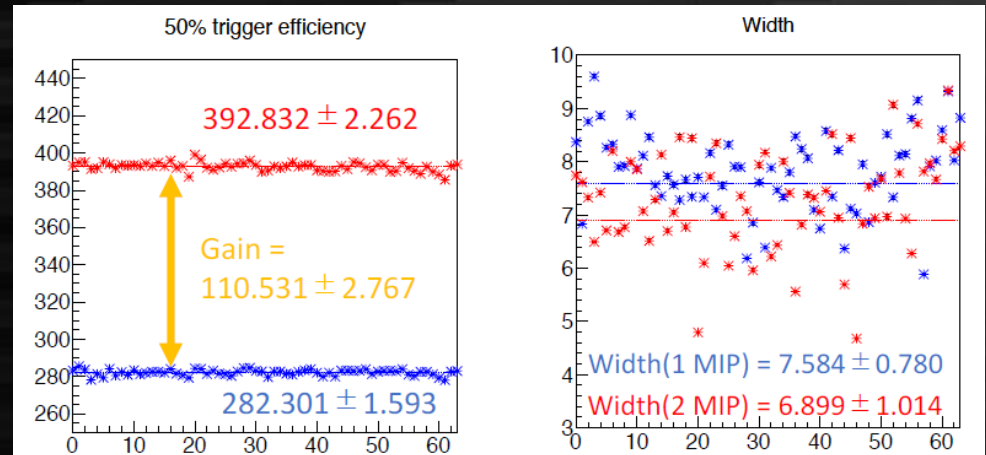 50% trigger efficiency
440
420
400
380
360
340
320
300
280
260
0 10 20 30 40 50 60
392.832 ± 2.262
Gain =
110.531 ± 2.767
282.301 ± 1.593
Width
10
9
8
7
6
5
4
3
0 10 20 30 40 50 60
Width(1 MIP) = 7.584 ± 0.780
Width(2 MIP) = 6.899 ± 1.014